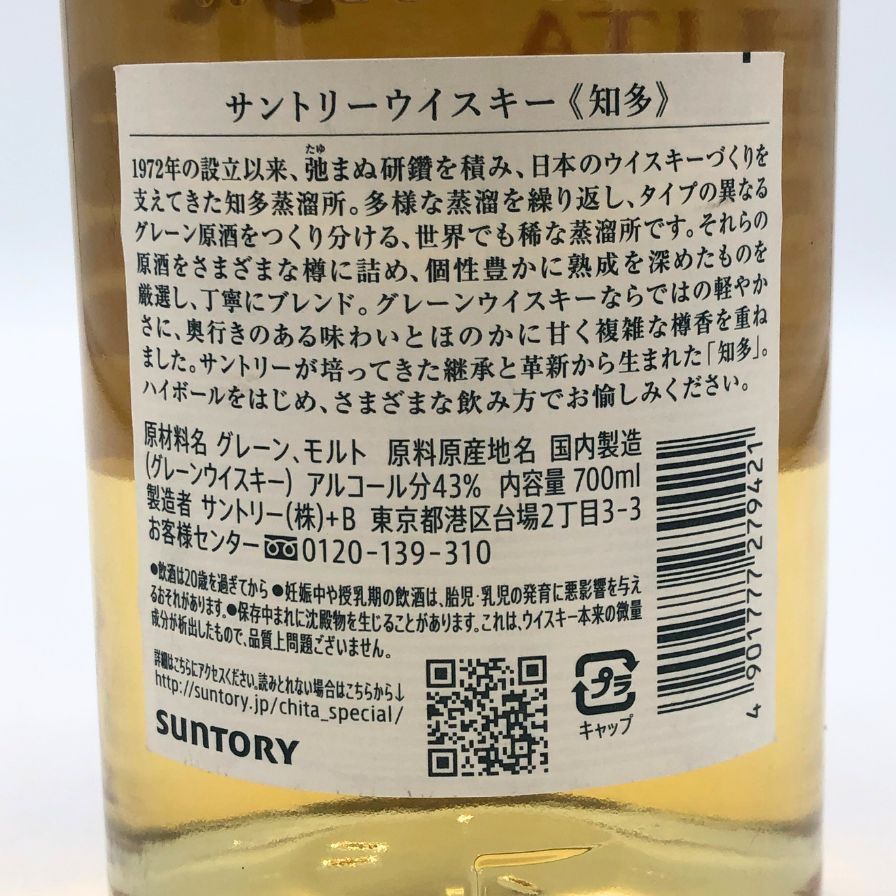 サントリーウイスキー《知多》
たゆ
1972年の設立以来、弛まぬ研鑽を積み、日本のウイスキーづくりを
支えてきた知多蒸溜所。多様な蒸溜を繰り返し、タイプの異なる
グレーン原酒をつくり分ける、世界でも稀な蒸溜所です。それらの
原酒をさまざまな樽に詰め、個性豊かに熟成を深めたものを
厳選し、丁寧にブレンド。グレーンウイスキーならではの軽やか
さに、奥行きのある味わいとほのかに甘く複雑な樽香を重ね
ました。サントリーが培ってきた継承と革新から生まれた「知多」。
ハイボールをはじめ、さまざまな飲み方でお愉しみください。
原材料名 グレーン、モルト 原料原産地名 国内製造
(グレーンウイスキー) アルコール分43% 内容量 700ml
製造者 サントリー(株)+B 東京都港区台場2丁目3-3
お客様センター 0120-139-310
●飲酒は20歳を過ぎてから ●妊娠中や授乳期の飲酒は、胎児・乳児の発育に悪影響を与え
るおそれがあります。●保存中まれに沈殿物を生じることがあります。これは、ウイスキー本来の微量
成分が析出したもので、品質上問題ございません。
詳細はこちらにアクセスください。読みとれない場合はこちらから↓
http://suntory.jp/chita_special/
SUNTORY
プラ
キャップ
4 901777 279421